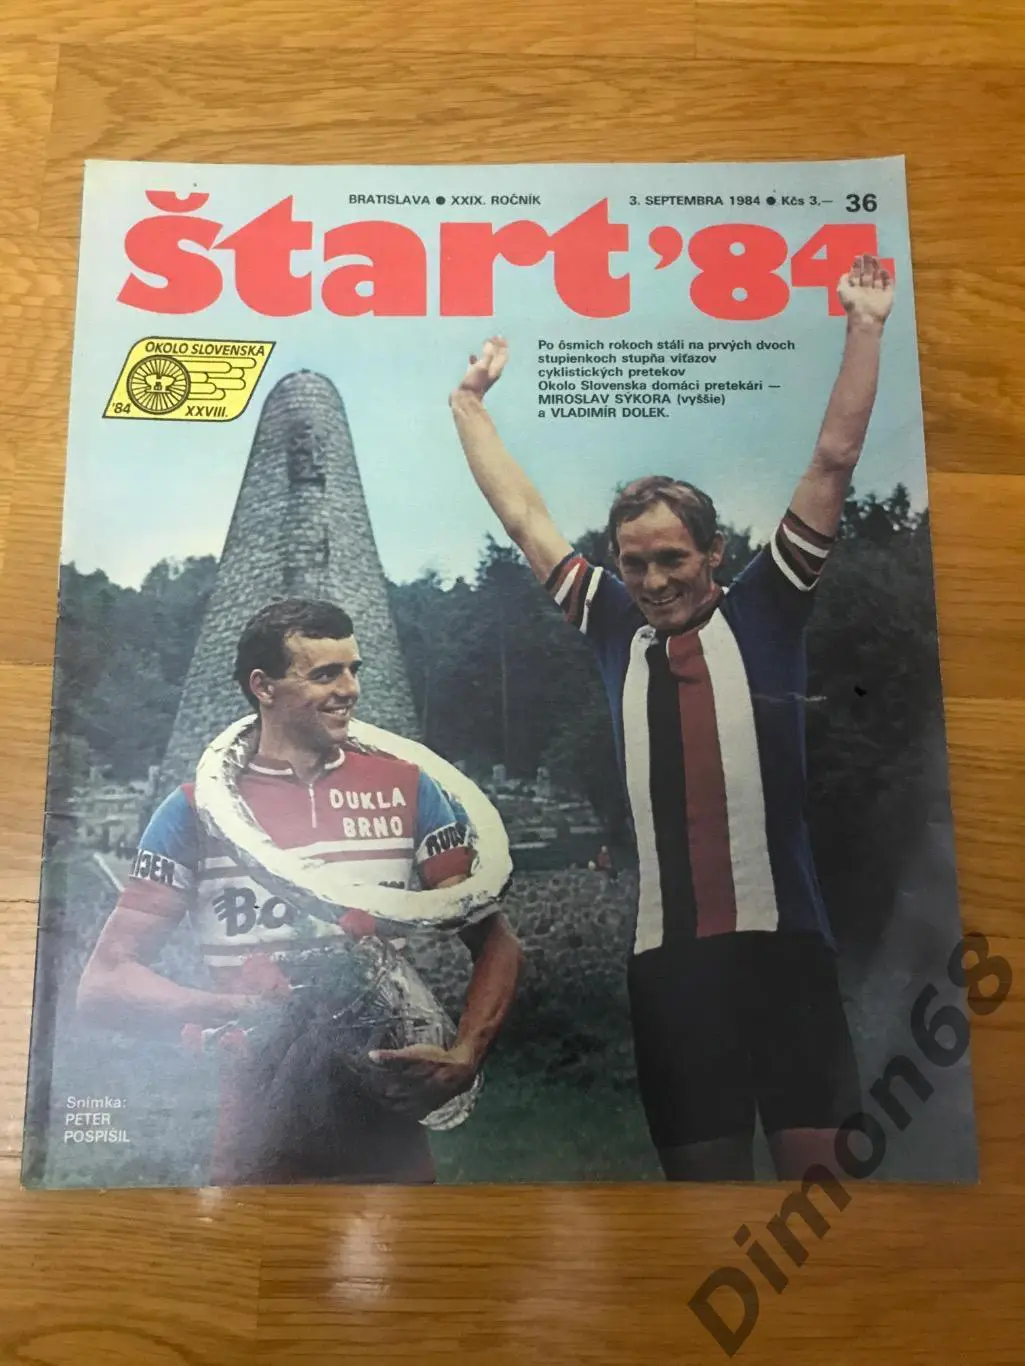 BRATISLAVA ● XXIX. ROČNÍK 3. SEPTEMBRA 1984 ● Kčs 3,— 36
Štart '84
OKOLO SLOVENSKA
'84 XXVIII.
Po ôsmich rokoch stáli na prvých dvoch
stupienkoch stupňa víťazov
cyklistických pretekov
Okolo Slovenska domáci pretekári —
MIROSLAV SÝKORA (vyššie)
a VLADIMÍR DOLEK.
DUKLA
BRNO
Snímka:
PETER
POSPÍŠIL
Dimon68